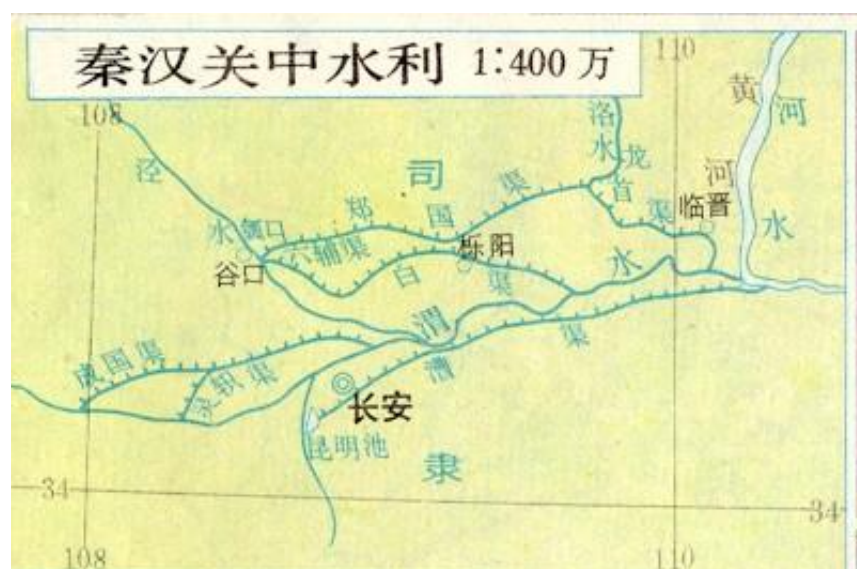 秦汉关中水利 1:400万
108
110
黄河
河水
泾水
洛水
司隶
龙首渠
临晋
郑国渠
瓠口
谷口
六辅渠
栎阳
白渠
渭水
成国渠
灵轵渠
漕渠
长安
昆明池
34
34
108
110